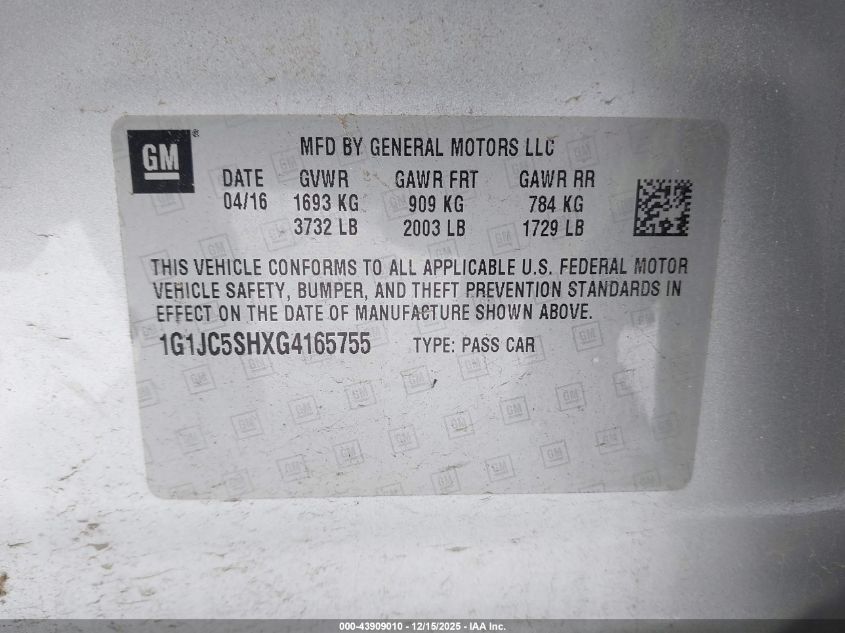 GM ®
MFD BY GENERAL MOTORS LLC
DATE GVWR GAWR FRT GAWR RR
04/16 1693 KG 909 KG 784 KG
3732 LB 2003 LB 1729 LB
THIS VEHICLE CONFORMS TO ALL APPLICABLE U.S. FEDERAL MOTOR
VEHICLE SAFETY, BUMPER, AND THEFT PREVENTION STANDARDS IN
EFFECT ON THE DATE OF MANUFACTURE SHOWN ABOVE.
1G1JC5SHXG4165755 TYPE: PASS CAR
000-43909010 - 12/15/2025 - IAA Inc.